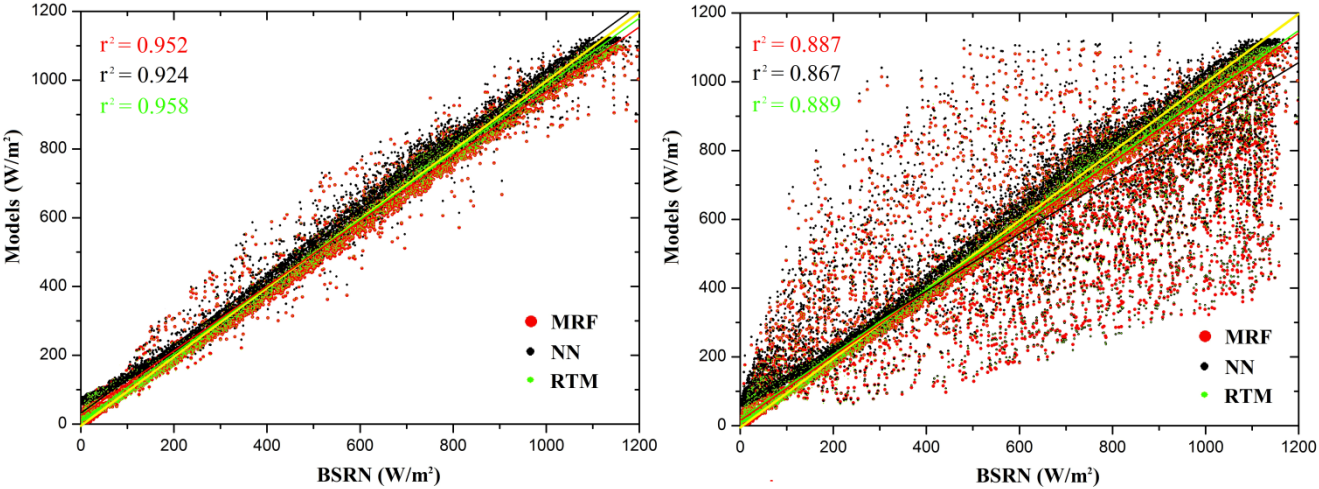 1200
1000
800
600
400
200
0
Models (W/m²)
r² = 0.952
r² = 0.924
r² = 0.958
MRF
NN
RTM
0 200 400 600 800 1000 1200
BSRN (W/m²)
1200
1000
800
600
400
200
0
Models (W/m²)
r² = 0.887
r² = 0.867
r² = 0.889
MRF
NN
RTM
0 200 400 600 800 1000 1200
BSRN (W/m²)